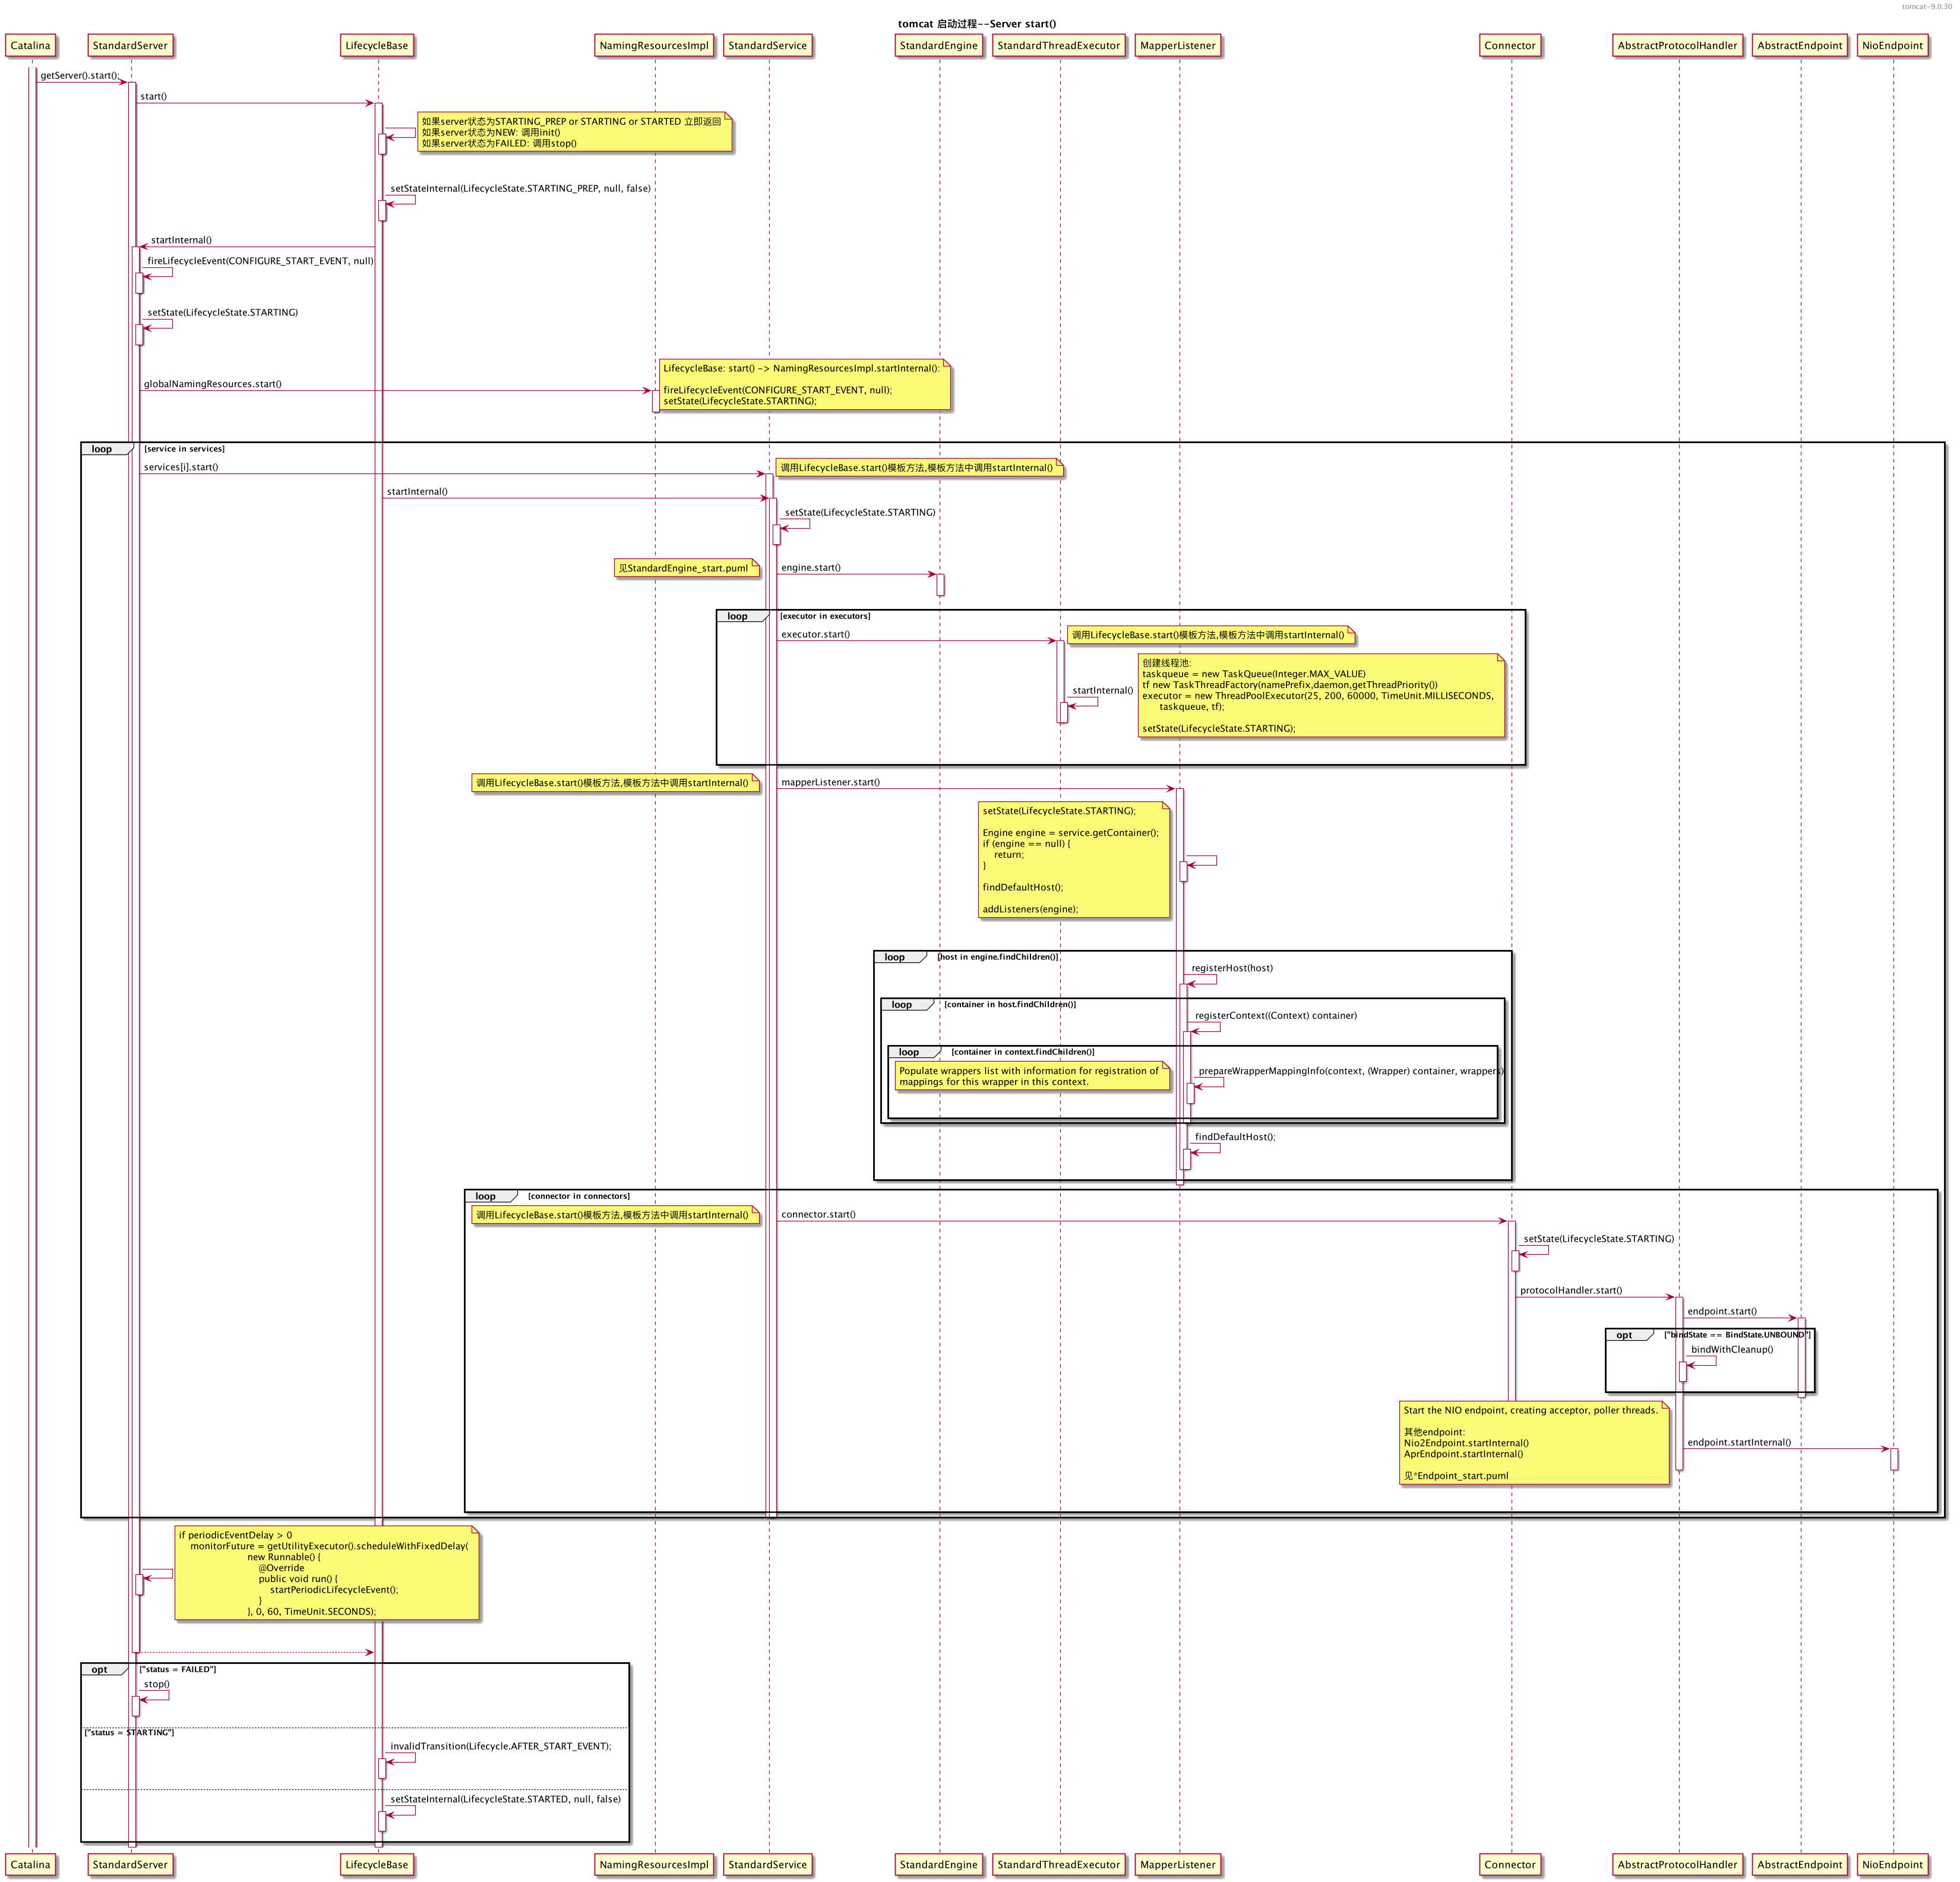 tomcat-9.0.30
tomcat 启动过程--Server start()
Catalina
StandardServer
LifecycleBase
NamingResourcesImpl
StandardService
StandardEngine
StandardThreadExecutor
MapperListener
Connector
AbstractProtocolHandler
AbstractEndpoint
NioEndpoint
getServer().start();
start()
如果server状态为STARTING_PREP or STARTING or STARTED 立即返回
如果server状态为NEW: 调用init()
如果server状态为FAILED: 调用stop()
setStateInternal(LifecycleState.STARTING_PREP, null, false)
startInternal()
fireLifecycleEvent(CONFIGURE_START_EVENT, null)
setState(LifecycleState.STARTING)
LifecycleBase: start() -> NamingResourcesImpl.startInternal():
globalNamingResources.start()
fireLifecycleEvent(CONFIGURE_START_EVENT, null);
setState(LifecycleState.STARTING);
loop [service in services]
services[i].start()
调用LifecycleBase.start()模板方法,模板方法中调用startInternal()
startInternal()
setState(LifecycleState.STARTING)
见StandardEngine_start.puml
engine.start()
loop [executor in executors]
executor.start()
调用LifecycleBase.start()模板方法,模板方法中调用startInternal()
创建线程池:
taskqueue = new TaskQueue(Integer.MAX_VALUE)
tf new TaskThreadFactory(namePrefix,daemon,getThreadPriority())
startInternal()
executor = new ThreadPoolExecutor(25, 200, 60000, TimeUnit.MILLISECONDS,
taskqueue, tf);
setState(LifecycleState.STARTING);
调用LifecycleBase.start()模板方法,模板方法中调用startInternal()
mapperListener.start()
setState(LifecycleState.STARTING);
Engine engine = service.getContainer();
if (engine == null) {
return;
}
findDefaultHost();
addListeners(engine);
loop [host in engine.findChildren()]
registerHost(host)
loop [container in host.findChildren()]
registerContext((Context) container)
loop [container in context.findChildren()]
Populate wrappers list with information for registration of
mappings for this wrapper in this context.
prepareWrapperMappingInfo(context, (Wrapper) container, wrappers)
findDefaultHost();
loop [connector in connectors]
调用LifecycleBase.start()模板方法,模板方法中调用startInternal()
connector.start()
setState(LifecycleState.STARTING)
protocolHandler.start()
endpoint.start()
opt ["bindState == BindState.UNBOUND"]
bindWithCleanup()
Start the NIO endpoint, creating acceptor, poller threads.
其他endpoint:
Nio2Endpoint.startInternal()
AprEndpoint.startInternal()
见*Endpoint_start.puml
endpoint.startInternal()
if periodicEventDelay > 0
monitorFuture = getUtilityExecutor().scheduleWithFixedDelay(
new Runnable() {
@Override
public void run() {
startPeriodicLifecycleEvent();
}
}, 0, 60, TimeUnit.SECONDS);
opt ["status = FAILED"]
stop()
["status = STARTING"]
invalidTransition(Lifecycle.AFTER_START_EVENT);
setStateInternal(LifecycleState.STARTED, null, false)
Catalina
StandardServer
LifecycleBase
NamingResourcesImpl
StandardService
StandardEngine
StandardThreadExecutor
MapperListener
Connector
AbstractProtocolHandler
AbstractEndpoint
NioEndpoint